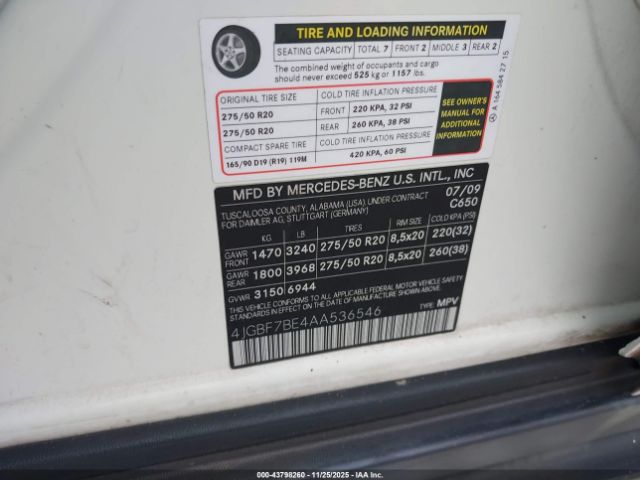 TIRE AND LOADING INFORMATION
SEATING CAPACITY TOTAL 7 FRONT 2 MIDDLE 3 REAR 2
The combined weight of occupants and cargo
should never exceed 525 kg or 1157 lbs.
ORIGINAL TIRE SIZE COLD TIRE INFLATION PRESSURE
275/50 R20 FRONT 220 KPA, 32 PSI
275/50 R20 REAR 260 KPA, 38 PSI
COMPACT SPARE TIRE COLD TIRE INFLATION PRESSURE
165/90 D19 (R19) 119M 420 KPA, 60 PSI
SEE OWNER'S
MANUAL FOR
ADDITIONAL
INFORMATION
A 164 584 27 15
MFD BY MERCEDES-BENZ U.S. INTL., INC
TUSCALOOSA COUNTY, ALABAMA (USA), UNDER CONTRACT 07/09
FOR DAIMLER AG, STUTTGART (GERMANY) C650
KG LB TIRES RIM SIZE COLD KPA (PSI)
GAWR FRONT 1470 3240 275/50 R20 8,5x20 220(32)
GAWR REAR 1800 3968 275/50 R20 8,5x20 260(38)
GVWR 3150 6944
THIS VEHICLE CONFORMS TO ALL APPLICABLE FEDERAL MOTOR VEHICLE SAFETY
STANDARDS IN EFFECT ON THE DATE OF MANUFACTURE SHOWN ABOVE.
4JGBF7BE4AA536546 TYPE: MPV
000-43798260 - 11/25/2025 - © IAA Holdings, LLC